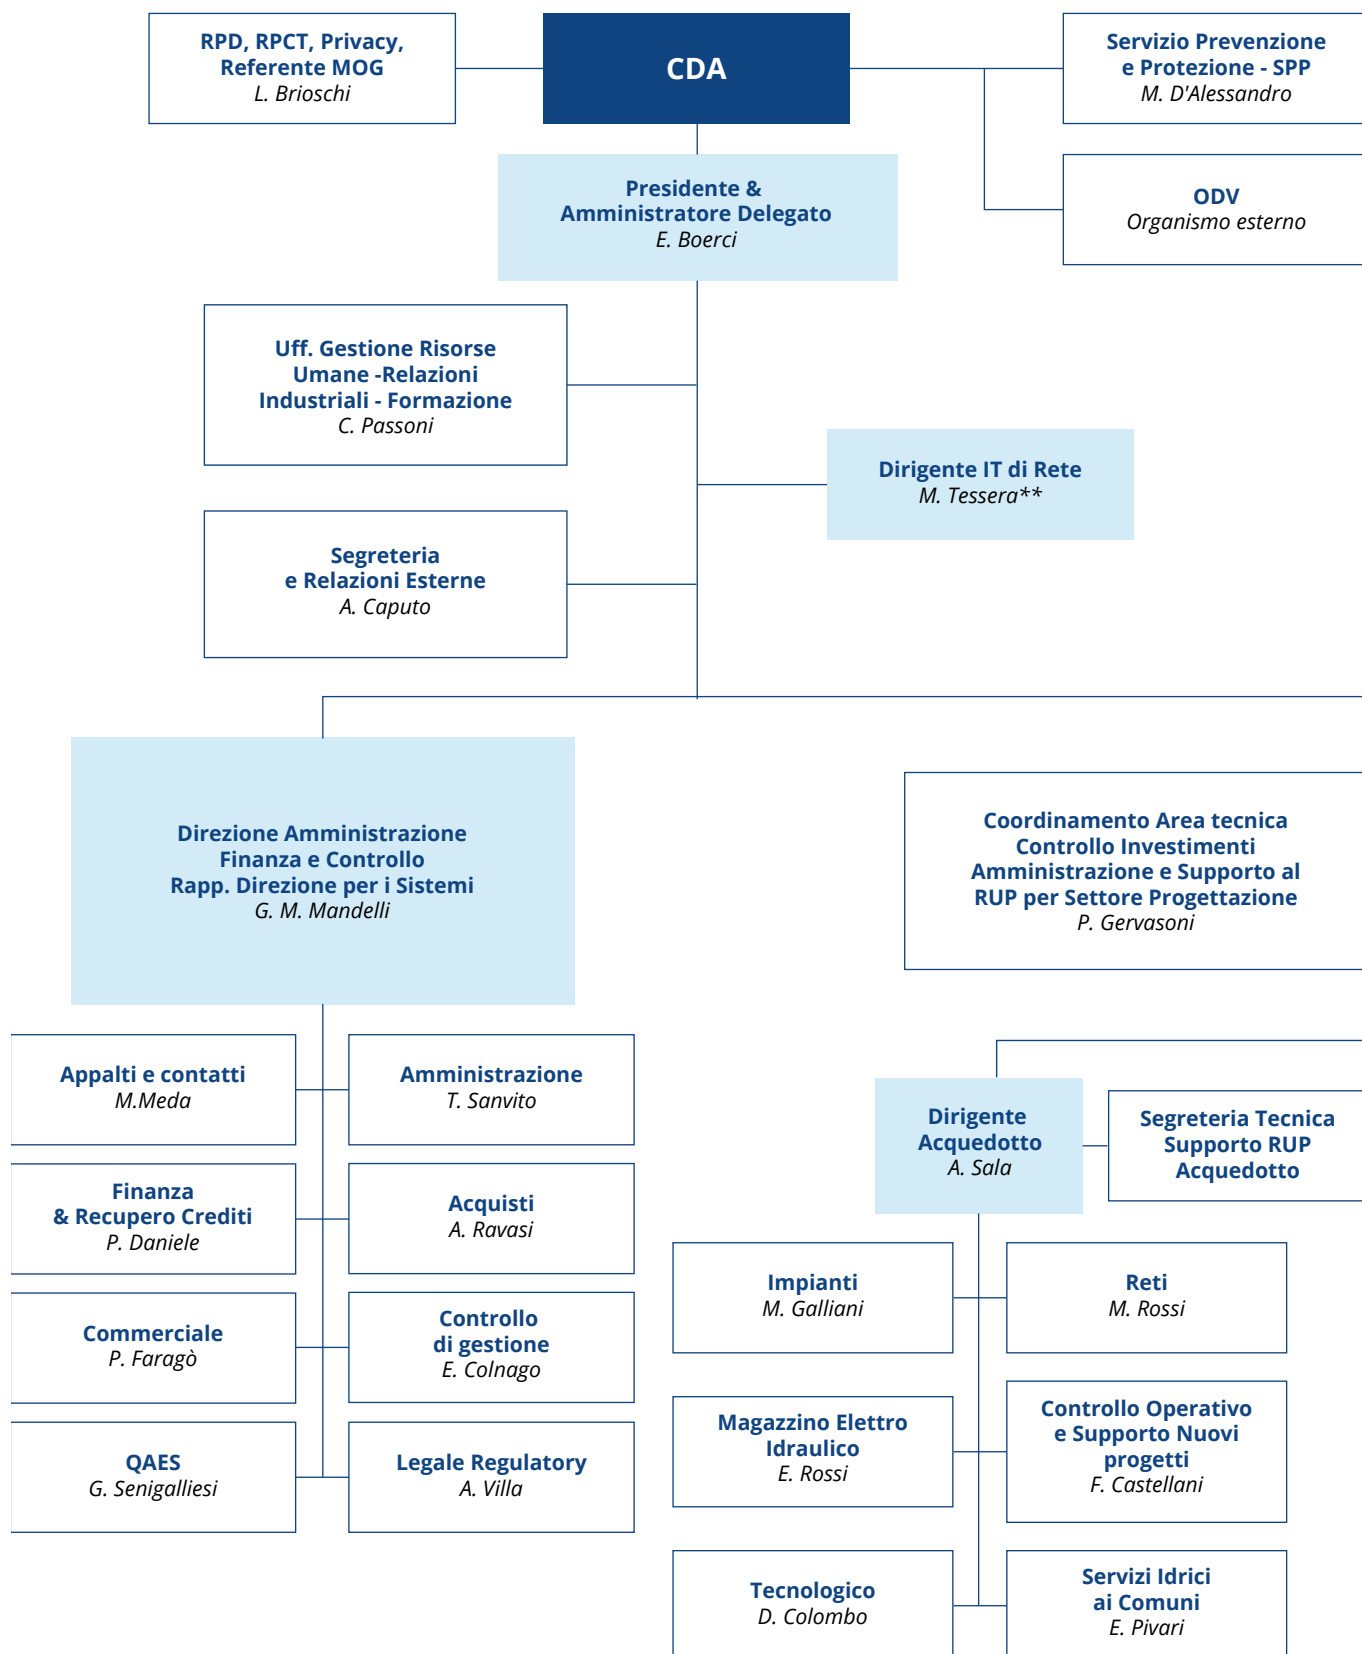 RPD, RPCT, Privacy,
Referente MOG
L. Brioschi
CDA
Servizio Prevenzione
e Protezione - SPP
M. D'Alessandro
Presidente &
Amministratore Delegato
E. Boerci
ODV
Organismo esterno
Uff. Gestione Risorse
Umane -Relazioni
Industriali - Formazione
C. Passoni
Dirigente IT di Rete
M. Tessera**
Segreteria
e Relazioni Esterne
A. Caputo
Direzione Amministrazione
Finanza e Controllo
Rapp. Direzione per i Sistemi
G. M. Mandelli
Coordinamento Area tecnica
Controllo Investimenti
Amministrazione e Supporto al
RUP per Settore Progettazione
P. Gervasoni
Appalti e contatti
M.Meda
Amministrazione
T. Sanvito
Finanza
& Recupero Crediti
P. Daniele
Acquisti
A. Ravasi
Commerciale
P. Faragò
Controllo
di gestione
E. Colnago
QAES
G. Senigalliesi
Legale Regulatory
A. Villa
Dirigente
Acquedotto
A. Sala
Segreteria Tecnica
Supporto RUP
Acquedotto
Impianti
M. Galliani
Reti
M. Rossi
Magazzino Elettro
Idraulico
E. Rossi
Controllo Operativo
e Supporto Nuovi
progetti
F. Castellani
Tecnologico
D. Colombo
Servizi Idrici
ai Comuni
E. Pivari